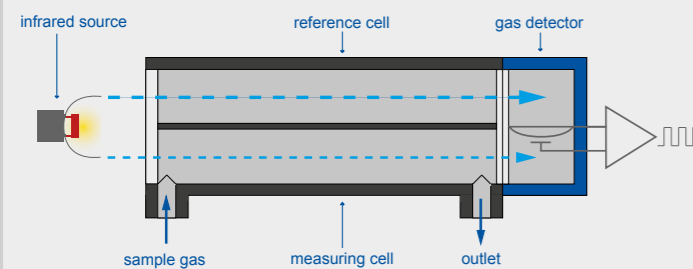 infrared source
reference cell
gas detector
sample gas
measuring cell
outlet